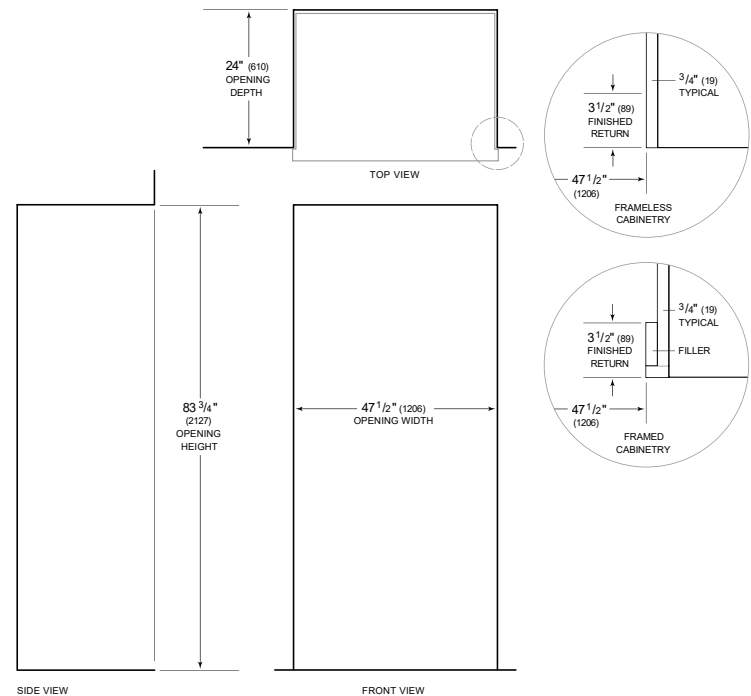 24" (610)
OPENING
DEPTH
TOP VIEW
3 1/2" (89)
FINISHED
RETURN
3/4" (19)
TYPICAL
47 1/2"
(1206)
FRAMELESS
CABINETRY
3 1/2" (89)
FINISHED
RETURN
3/4" (19)
TYPICAL
FILLER
47 1/2"
(1206)
FRAMED
CABINETRY
83 3/4"
(2127)
OPENING
HEIGHT
47 1/2" (1206)
OPENING WIDTH
SIDE VIEW
FRONT VIEW